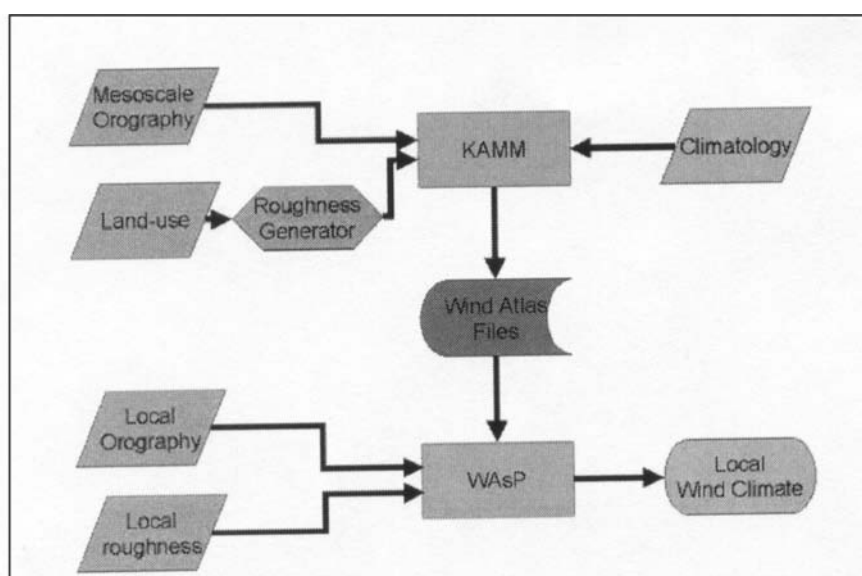 Mesoscale
Orography
KAMM
Climatology
Land-use
Roughness
Generator
Wind Atlas
Files
Local
Orography
WAsP
Local
Wind Climate
Local
roughness